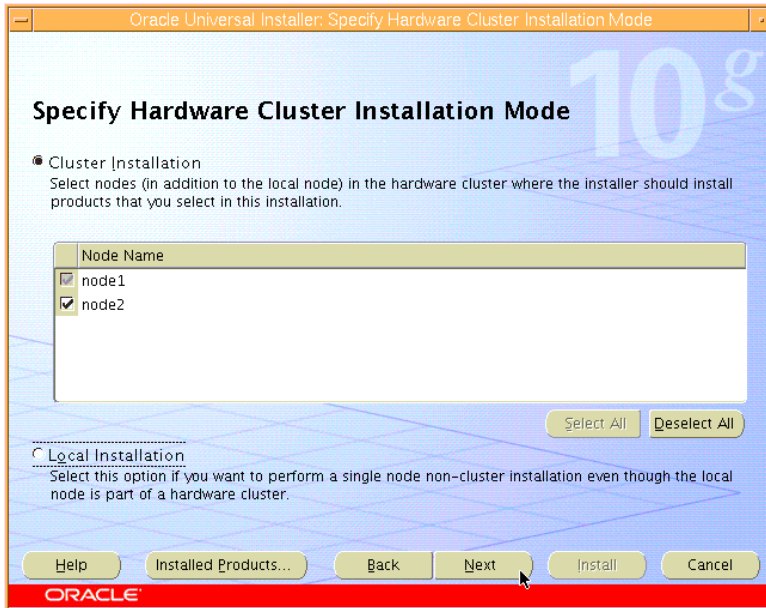 Oracle Universal Installer: Specify Hardware Cluster Installation Mode
10g
Specify Hardware Cluster Installation Mode
Cluster Installation
Select nodes (in addition to the local node) in the hardware cluster where the installer should install
products that you select in this installation.
Node Name
node1
node2
Select All
Deselect All
Local Installation
Select this option if you want to perform a single node non-cluster installation even though the local
node is part of a hardware cluster.
Help
Installed Products...
Back
Next
Install
Cancel
ORACLE